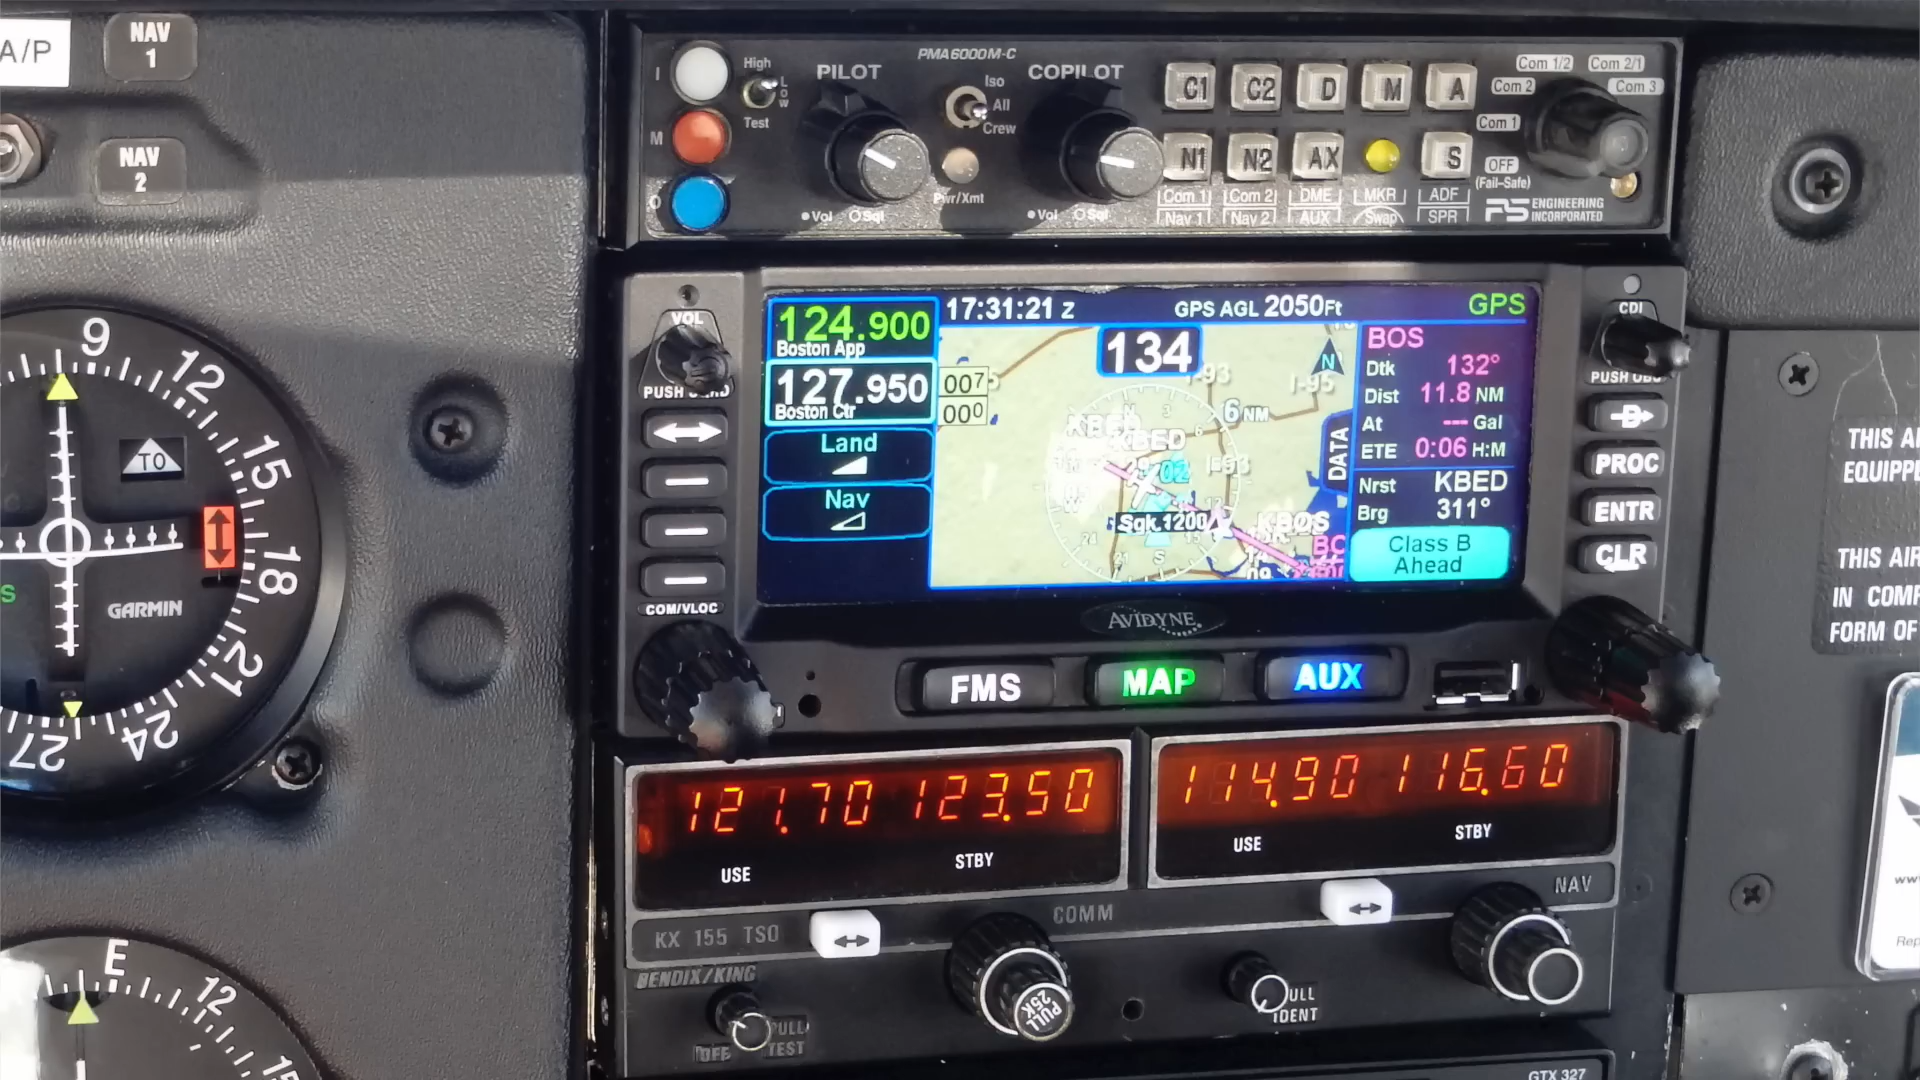 A/P
NAV
1
NAV
2
PMA6000M-C
I
M
O
High
Low
Test
PILOT
Vol
Sql
Iso
All
Crew
Pwr/Xmt
COPILOT
Vol
Sql
C1 C2 D M A
N1 N2 AX S
Com 1 Com 2 DME MKR ADF
Nav 1 Nav 2 AUX Swap SPR
Com 1/2 Com 2/1
Com 2 Com 3
Com 1
OFF
(Fail-Safe)
PS ENGINEERING
INCORPORATED
VOL
124.900
Boston App
127.950
Boston Ctr
Land
Nav
COM/VLOC
17:31:21 Z
GPS AGL 2050Ft
GPS
134
007
000
N
I-93
I-95
6NM
KBED
KBED
Sqk 1200
KBOS
DATA
BOS
Dtk 132°
Dist 11.8 NM
At --- Gal
ETE 0:06 H:M
Nrst KBED
Brg 311°
Class B
Ahead
CDI
D
PROC
ENTR
CLR
AVIDYNE
FMS
MAP
AUX
121.70 123.50
USE
STBY
114.90 116.60
USE
STBY
NAV
COMM
KX 155 TSO
BENDIX/KING
OFF
PULL
TEST
PULL
25K
PULL
IDENT
GTX 327
9
12
15
18
21
24
27
TO
GARMIN
S
E
12
15
THIS
EQUIPPE
THIS AIR
IN COMP
FORM OF
www
Rep